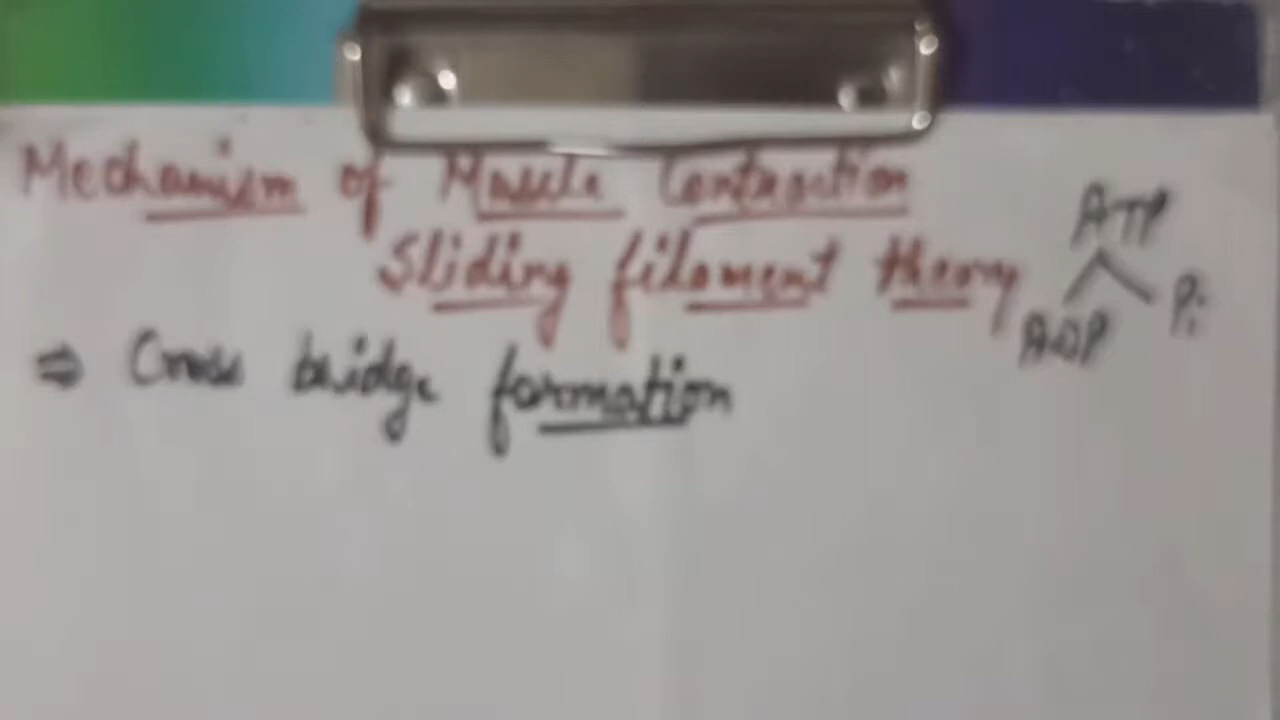 Mechanism of Muscle Contraction
Sliding filament theory
ATP
ADP Pi
⇒ Cross bridge formation